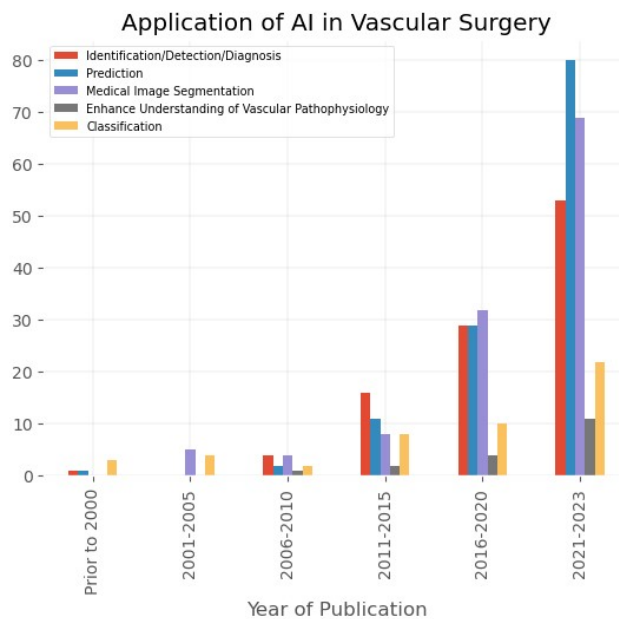 Application of AI in Vascular Surgery
Identification/Detection/Diagnosis
Prediction
Medical Image Segmentation
Enhance Understanding of Vascular Pathophysiology
Classification
80
70
60
50
40
30
20
10
0
Prior to 2000
2001-2005
2006-2010
2011-2015
2016-2020
2021-2023
Year of Publication